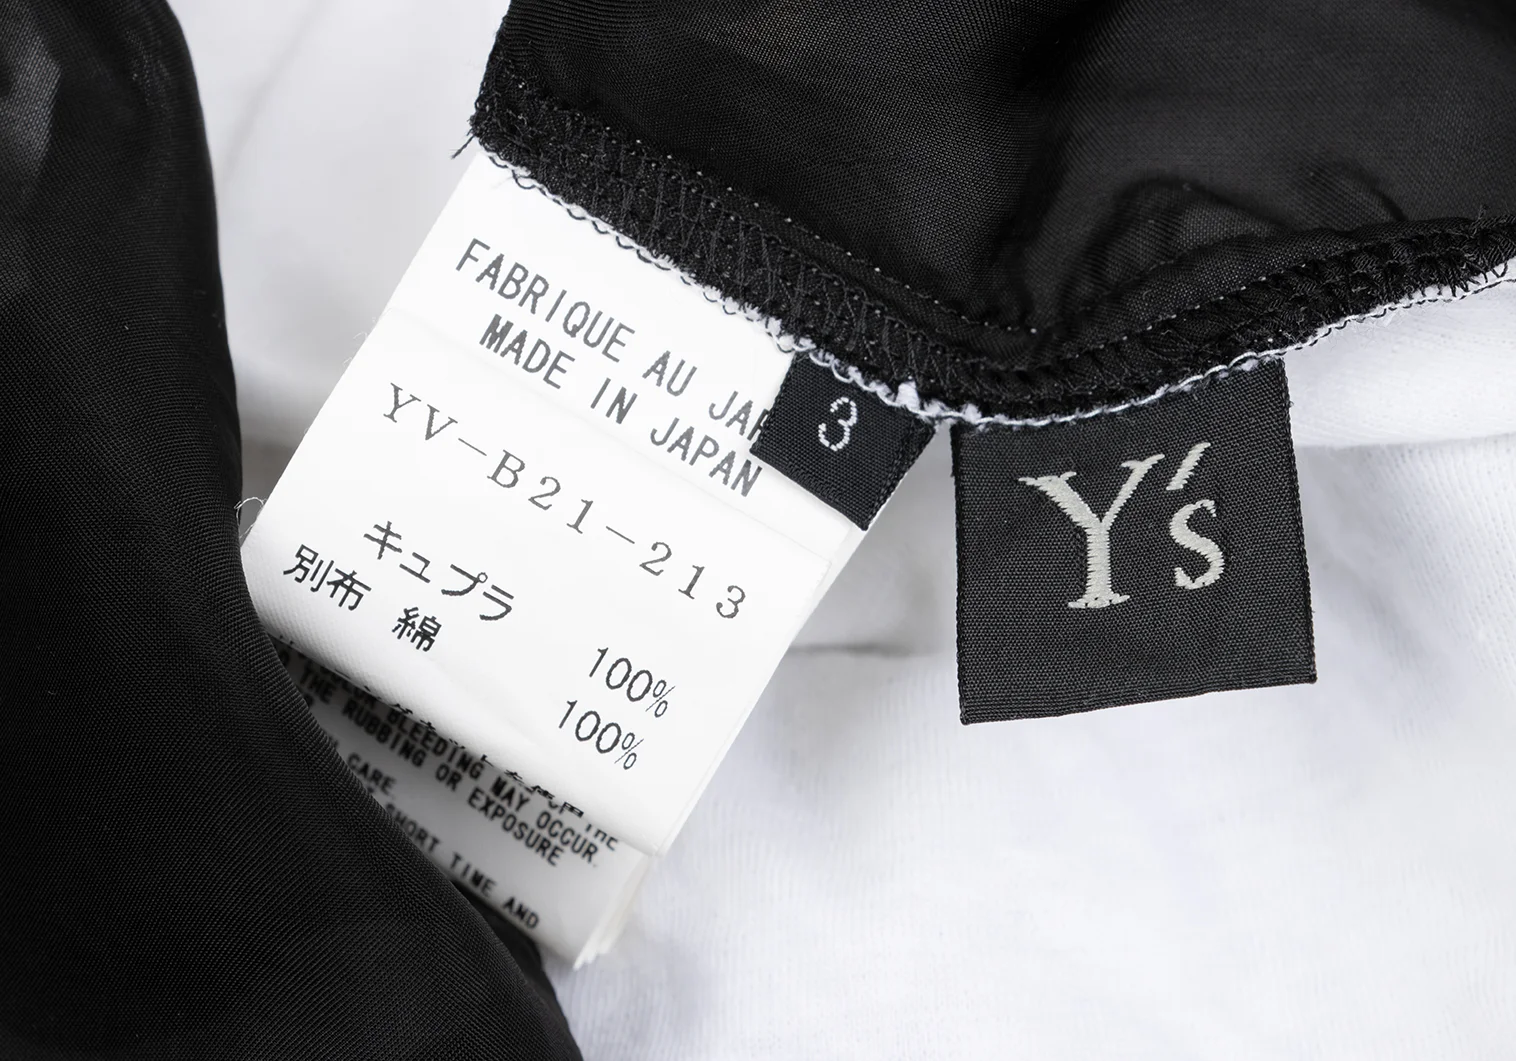 FABRIQUE AU JAP
MADE IN JAPAN
YV-B21-213
キュプラ 100%
別布 綿 100%
3
Y's
BLEEDING MAY OCCUR.
THE RUBBING OR EXPOSURE
CARE
SHORT TIME AND